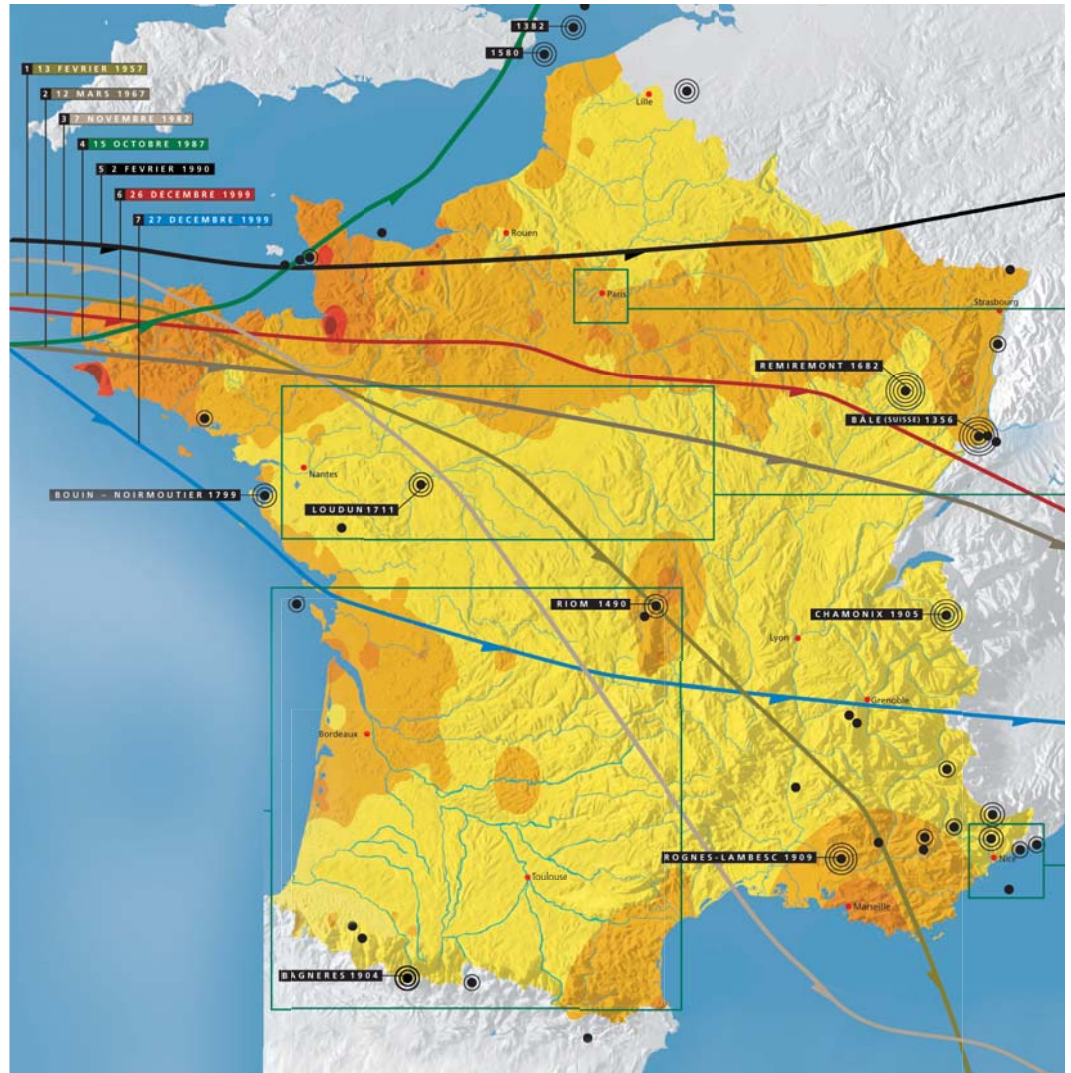 1382
1580
1 13 FEVRIER 1957
2 12 MARS 1967
3 7 NOVEMBRE 1982
4 15 OCTOBRE 1987
5 2 FEVRIER 1990
6 26 DECEMBRE 1999
7 27 DECEMBRE 1999
Lille
Rouen
Paris
Strasbourg
REMIREMONT 1682
BÂLE (SUISSE) 1356
Nantes
BOUIN – NOIRMOUTIER 1799
LOUDUN 1711
RIOM 1490
CHAMONIX 1905
Lyon
Grenoble
Bordeaux
ROGNES-LAMBESC 1909
Nice
Toulouse
Marseille
BAGNERES 1904